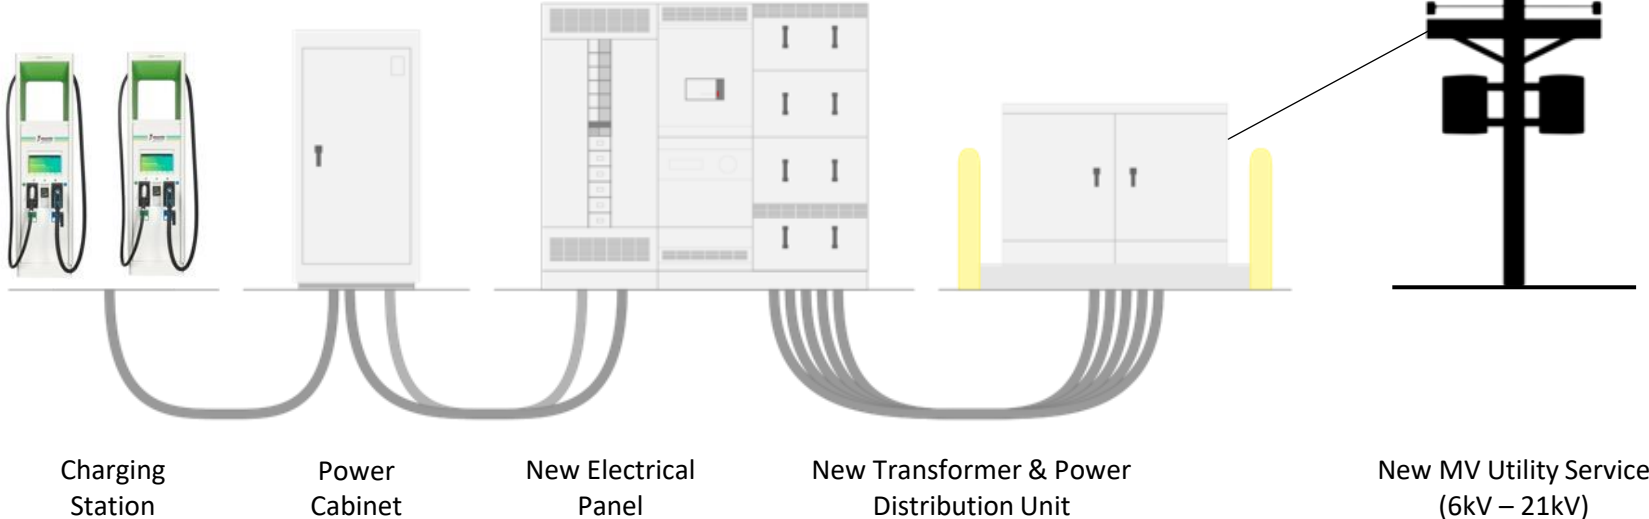 Charging
Station
Power
Cabinet
New Electrical
Panel
New Transformer & Power
Distribution Unit
New MV Utility Service
(6kV – 21kV)